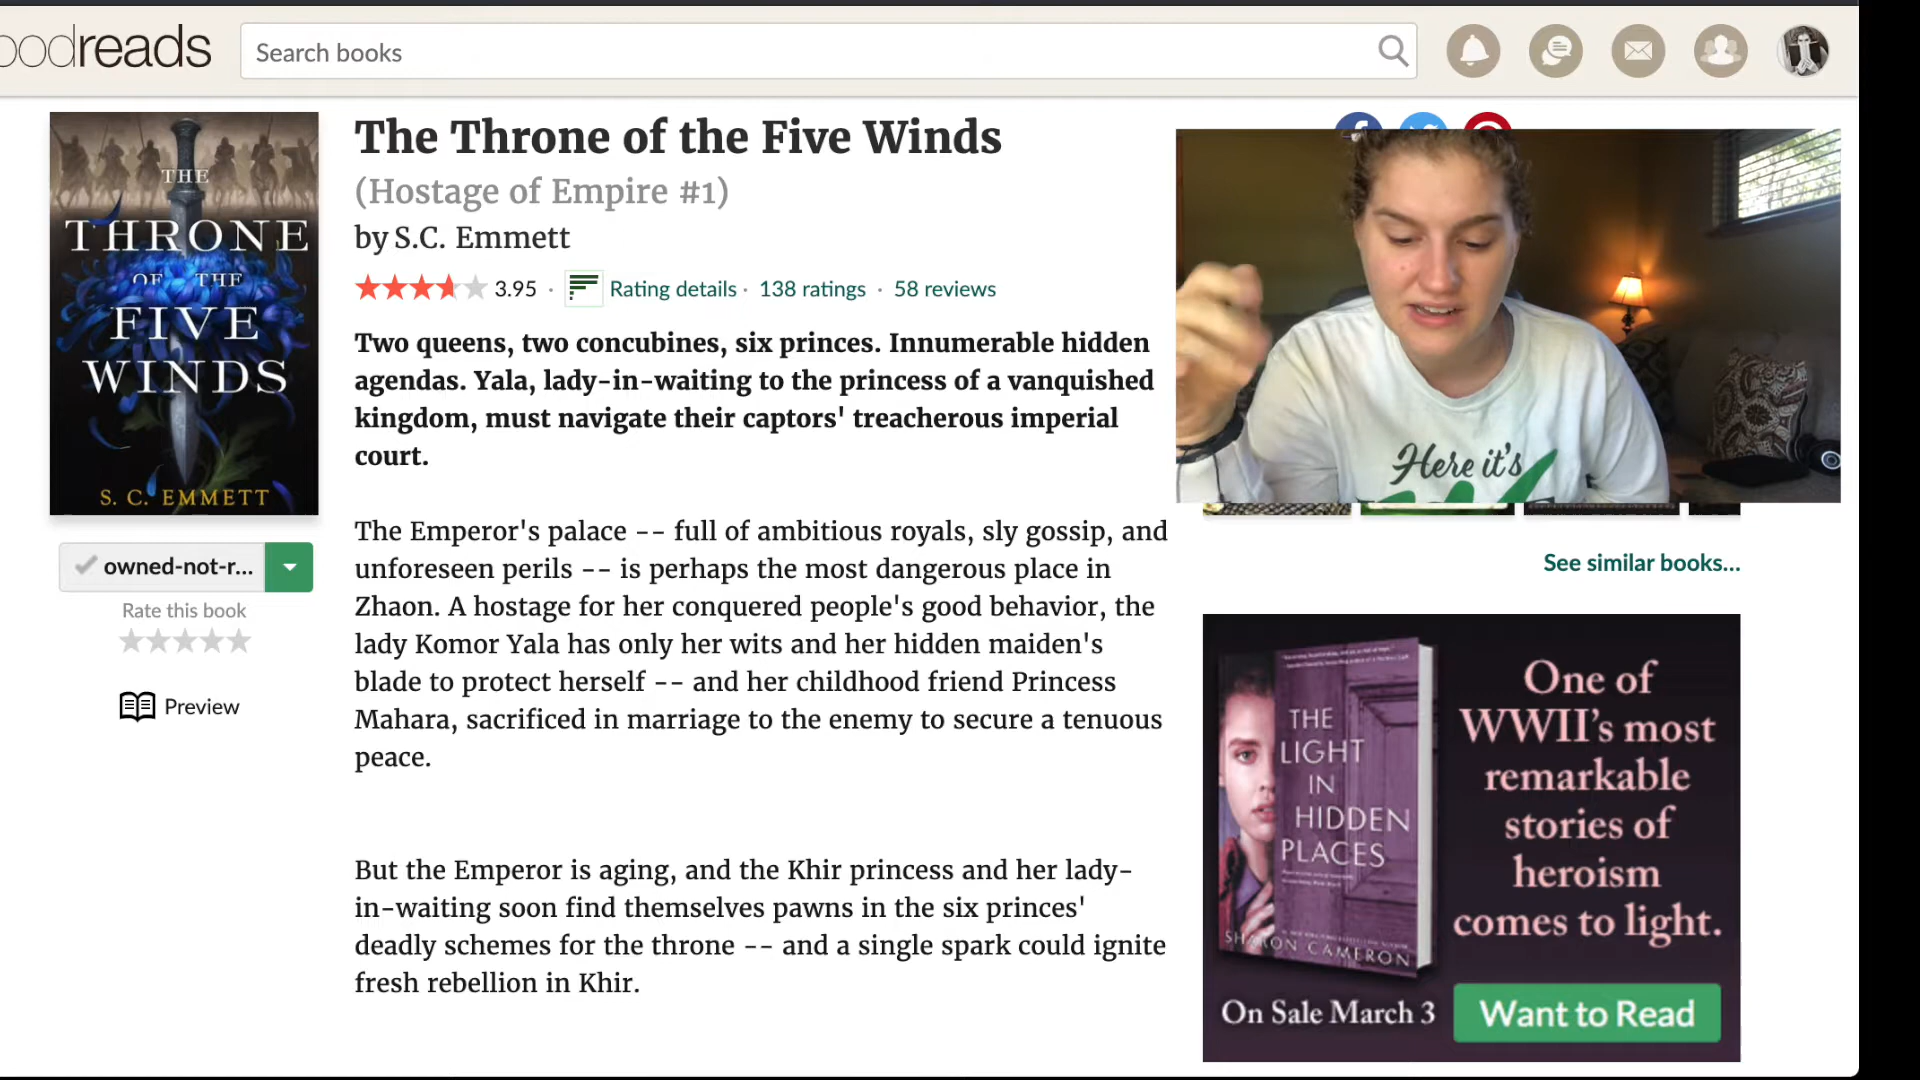 oodreads
Search books
The Throne of the Five Winds
(Hostage of Empire #1)
by S.C. Emmett
3.95 · Rating details · 138 ratings · 58 reviews
Two queens, two concubines, six princes. Innumerable hidden
agendas. Yala, lady-in-waiting to the princess of a vanquished
kingdom, must navigate their captors' treacherous imperial
court.
The Emperor's palace -- full of ambitious royals, sly gossip, and
unforeseen perils -- is perhaps the most dangerous place in
Zhaon. A hostage for her conquered people's good behavior, the
lady Komor Yala has only her wits and her hidden maiden's
blade to protect herself -- and her childhood friend Princess
Mahara, sacrificed in marriage to the enemy to secure a tenuous
peace.
But the Emperor is aging, and the Khir princess and her lady-
in-waiting soon find themselves pawns in the six princes'
deadly schemes for the throne -- and a single spark could ignite
fresh rebellion in Khir.
THE
THRONE
OF THE
FIVE
WINDS
S. C. EMMETT
owned-not-r...
Rate this book
Preview
Here it's
See similar books...
THE
LIGHT
IN
HIDDEN
PLACES
SHARON CAMERON
One of
WWII's most
remarkable
stories of
heroism
comes to light.
On Sale March 3
Want to Read